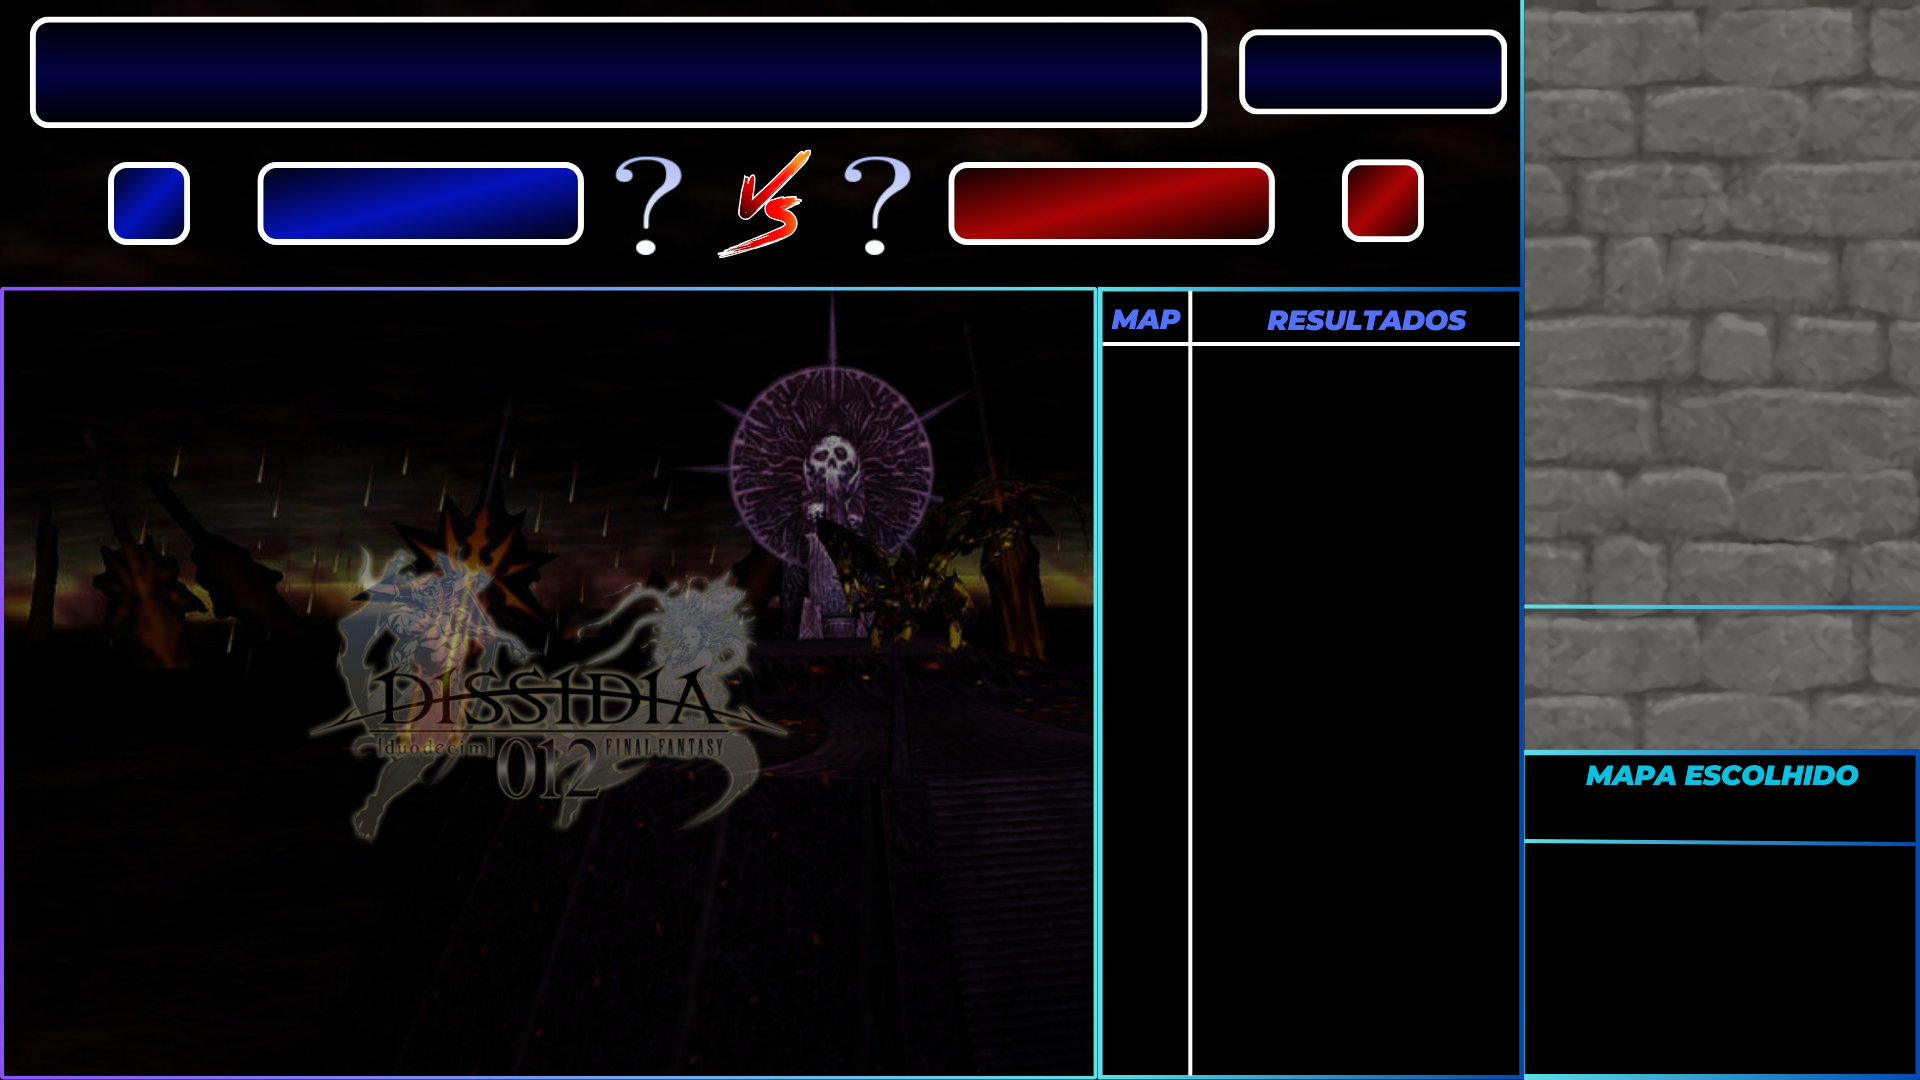 ?
VS
?
MAP
RESULTADOS
DISSIDIA
[duodecim]
012
FINAL FANTASY
MAPA ESCOLHIDO